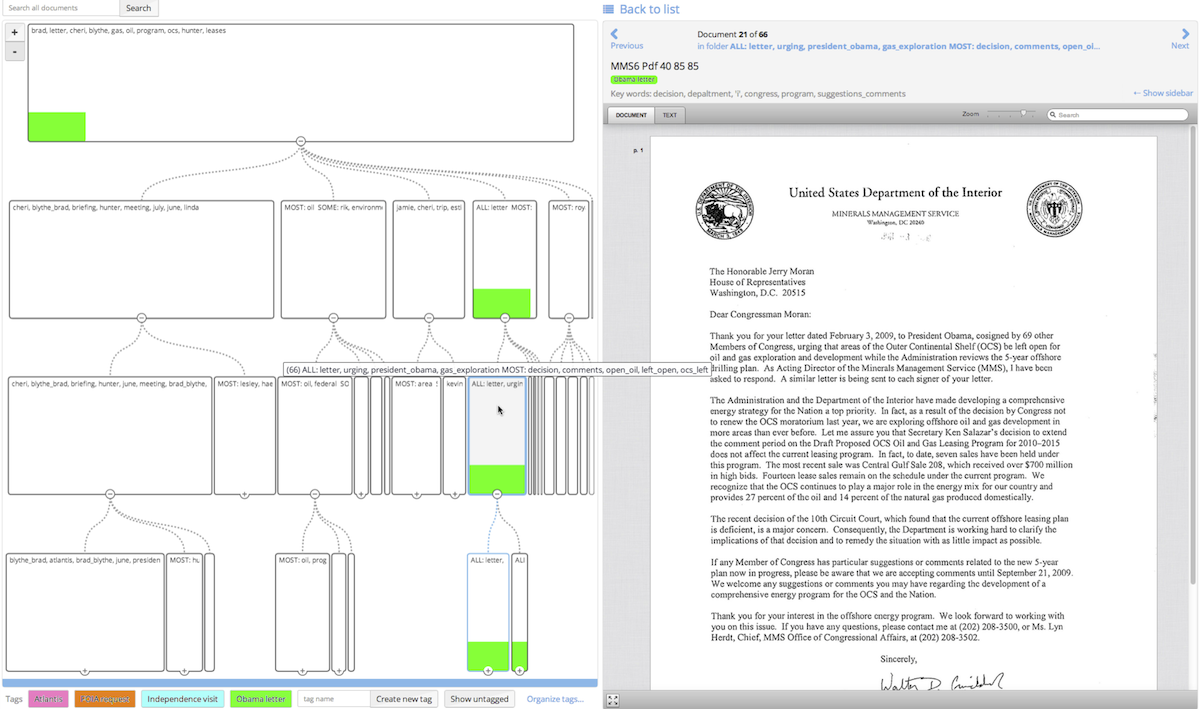 Search all documents
Search
+
-
brad, letter, cheri, blythe, gas, oil, program, ocs, hunter, leases
cheri, blythe_brad, briefing, hunter, meeting, july, june, linda
MOST: oil SOME: rik, environm
jamie, cheri, trip, esti
ALL: letter MOST:
MOST: roy
(66) ALL: letter, urging, president_obama, gas_exploration MOST: decision, comments, open_oil, left_open, ocs_left
cheri, blythe_brad, briefing, hunter, june, meeting, brad_blythe,
MOST: lesley, hae
MOST: oil, federal SO
MOST: area
kevin
ALL: letter, urgin
blythe_brad, atlantis, brad_blythe, june, presiden
MOST: hu
MOST: oil, prog
ALL: letter,
ALI
Tags
Atlantis
Independence visit
Obama letter
tag name
Create new tag
Show untagged
Organize tags...
Back to list
Previous
Document 21 of 66
in folder ALL: letter, urging, president_obama, gas_exploration MOST: decision, comments, open_oi...
Next
MMS6 Pdf 40 85 85
Obama letter
Key words: decision, depaltment, 'i', congress, program, suggestions_comments
← Show sidebar
DOCUMENT
TEXT
Zoom
Search
p. 1
United States Department of the Interior
MINERALS MANAGEMENT SERVICE
Washington, DC 20240
The Honorable Jerry Moran
House of Representatives
Washington, D.C. 20515
Dear Congressman Moran:
Thank you for your letter dated February 3, 2009, to President Obama, cosigned by 69 other
Members of Congress, urging that areas of the Outer Continental Shelf (OCS) be left open for
oil and gas exploration and development while the Administration reviews the 5-year offshore
drilling plan. As Acting Director of the Minerals Management Service (MMS), I have been
asked to respond. A similar letter is being sent to each signer of your letter.
The Administration and the Department of the Interior have made developing a comprehensive
energy strategy for the Nation a top priority. In fact, as a result of the decision by Congress not
to renew the OCS moratorium last year, we are exploring offshore oil and gas development in
more areas than ever before. Let me assure you that Secretary Ken Salazar's decision to extend
the comment period on the Draft Proposed OCS Oil and Gas Leasing Program for 2010–2015
does not affect the current leasing program. In fact, to date, seven sales have been held under
this program. The most recent sale was Central Gulf Sale 208, which received over $700 million
in high bids. Fourteen lease sales remain on the schedule under the current program. We
recognize that the OCS continues to play a major role in the energy mix for our country and
provides 27 percent of the oil and 14 percent of the natural gas produced domestically.
The recent decision of the 10th Circuit Court, which found that the current offshore leasing plan
is deficient, is a major concern. Consequently, the Department is working hard to clarify the
implications of that decision and to remedy the situation with as little impact as possible.
If any Member of Congress has particular suggestions or comments related to the new 5-year
plan now in progress, please be aware that we are accepting comments until September 21, 2009.
We welcome any suggestions or comments you may have regarding the development of a
comprehensive energy program for the OCS and the Nation.
Thank you for your interest in the offshore energy program. We look forward to working with
you on this issue. If you have any questions, please contact me at (202) 208-3500, or Ms. Lyn
Herdt, Chief, MMS Office of Congressional Affairs, at (202) 208-3502.
Sincerely,